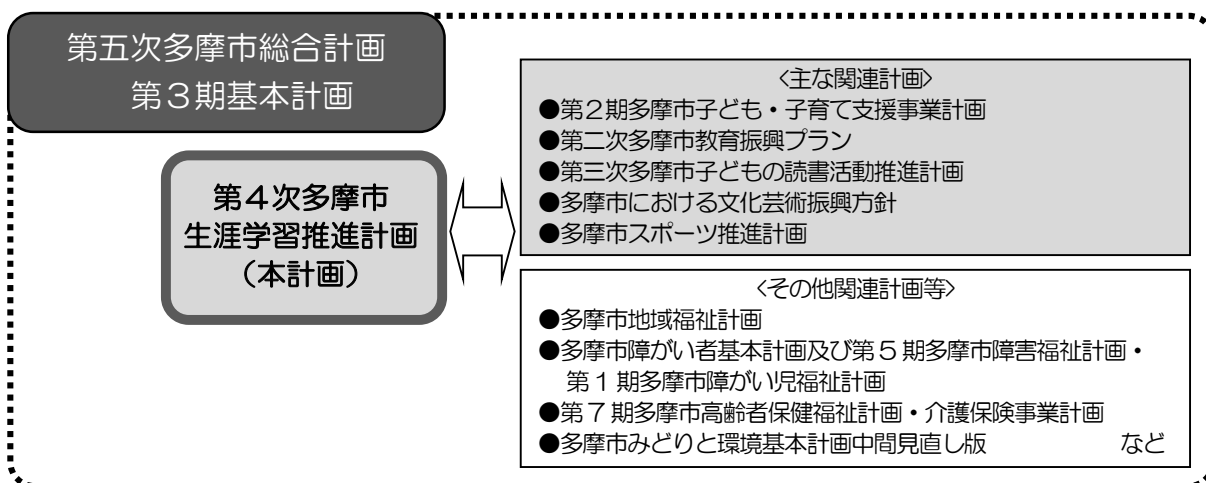 第五次多摩市総合計画
第３期基本計画
第４次多摩市
生涯学習推進計画
（本計画）
〈主な関連計画〉
●第２期多摩市子ども・子育て支援事業計画
●第二次多摩市教育振興プラン
●第三次多摩市子どもの読書活動推進計画
●多摩市における文化芸術振興方針
●多摩市スポーツ推進計画
〈その他関連計画等〉
●多摩市地域福祉計画
●多摩市障がい者基本計画及び第５期多摩市障害福祉計画・
第１期多摩市障がい児福祉計画
●第７期多摩市高齢者保健福祉計画・介護保険事業計画
●多摩市みどりと環境基本計画中間見直し版　　　　　など